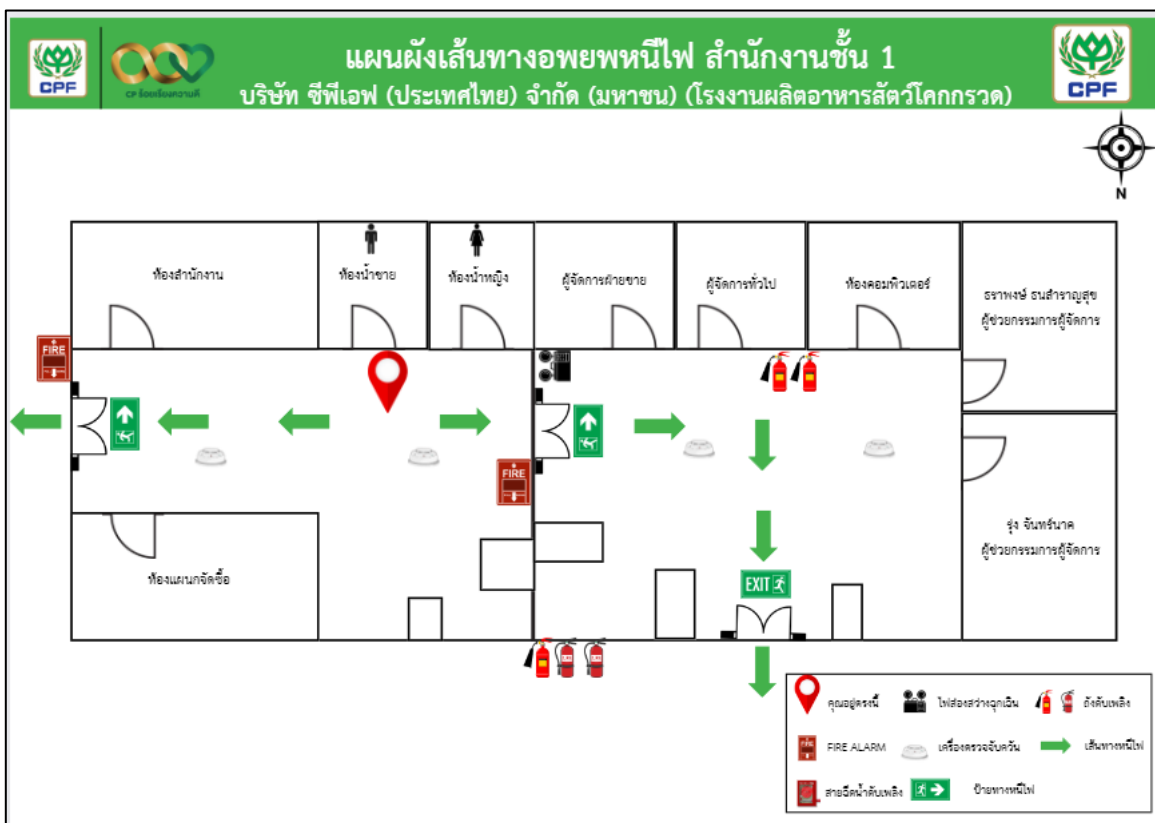 แผนผังเส้นทางอพยพหนีไฟ สำนักงานชั้น 1
บริษัท ซีพีเอฟ (ประเทศไทย) จำกัด (มหาชน) (โรงงานผลิตอาหารสัตว์โคกกรวด)
CPF
CP ร้อยเรียงความดี
CPF
N
ห้องสำนักงาน
ห้องน้ำชาย
ห้องน้ำหญิง
ผู้จัดการฝ่ายขาย
ผู้จัดการทั่วไป
ห้องคอมพิวเตอร์
ธราพงษ์ ธนสำราญสุข
ผู้ช่วยกรรมการผู้จัดการ
FIRE
FIRE
รุ่ง จันทร์นาค
ผู้ช่วยกรรมการผู้จัดการ
ห้องแผนกจัดซื้อ
EXIT
คุณอยู่ตรงนี้
ไฟส่องสว่างฉุกเฉิน
ถังดับเพลิง
FIRE ALARM
เครื่องตรวจจับควัน
เส้นทางหนีไฟ
สายฉีดน้ำดับเพลิง
ป้ายทางหนีไฟ